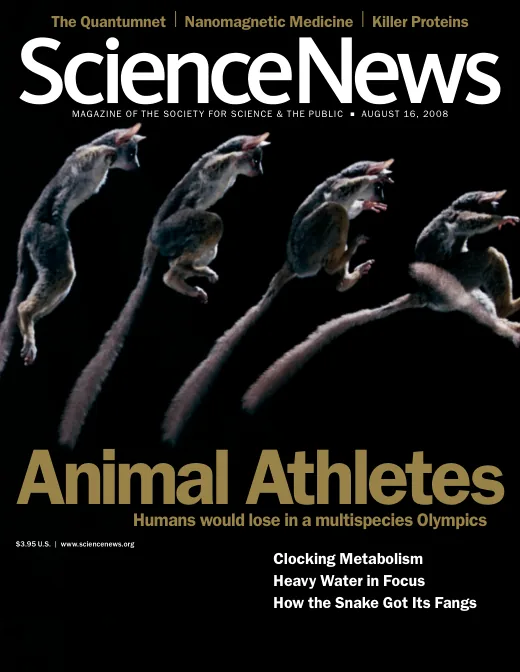 The Quantumnet | Nanomagnetic Medicine | Killer Proteins
ScienceNews
MAGAZINE OF THE SOCIETY FOR SCIENCE & THE PUBLIC ■ AUGUST 16, 2008
Animal Athletes
Humans would lose in a multispecies Olympics
$3.95 U.S. | www.sciencenews.org
Clocking Metabolism
Heavy Water in Focus
How the Snake Got Its Fangs